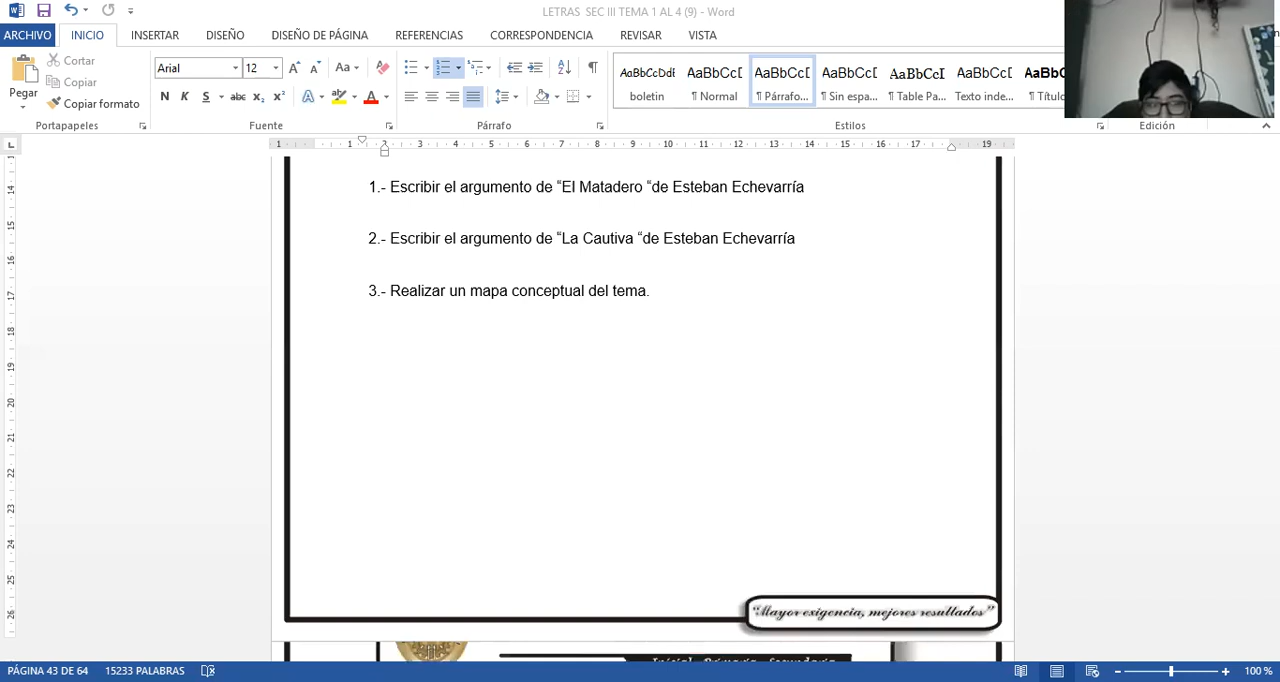 LETRAS SEC III TEMA 1 AL 4 (9) - Word
ARCHIVO INICIO INSERTAR DISEÑO DISEÑO DE PÁGINA REFERENCIAS CORRESPONDENCIA REVISAR VISTA
Pegar
Cortar
Copiar
Copiar formato
Portapapeles
Arial 12
N K S abc x₂ x²
Fuente
Párrafo
AaBbCcDdI AaBbCcI AaBbCcI AaBbCcI AaBbCcI AaBbCcI AaBbC
boletin ¶ Normal ¶ Párrafo... ¶ Sin espa... ¶ Table Pa... Texto inde... ¶ Título
Estilos
Edición
1.- Escribir el argumento de “El Matadero “de Esteban Echevarría
2.- Escribir el argumento de “La Cautiva “de Esteban Echevarría
3.- Realizar un mapa conceptual del tema.
“Mayor exigencia, mejores resultados”
PÁGINA 43 DE 64 15233 PALABRAS
100 %